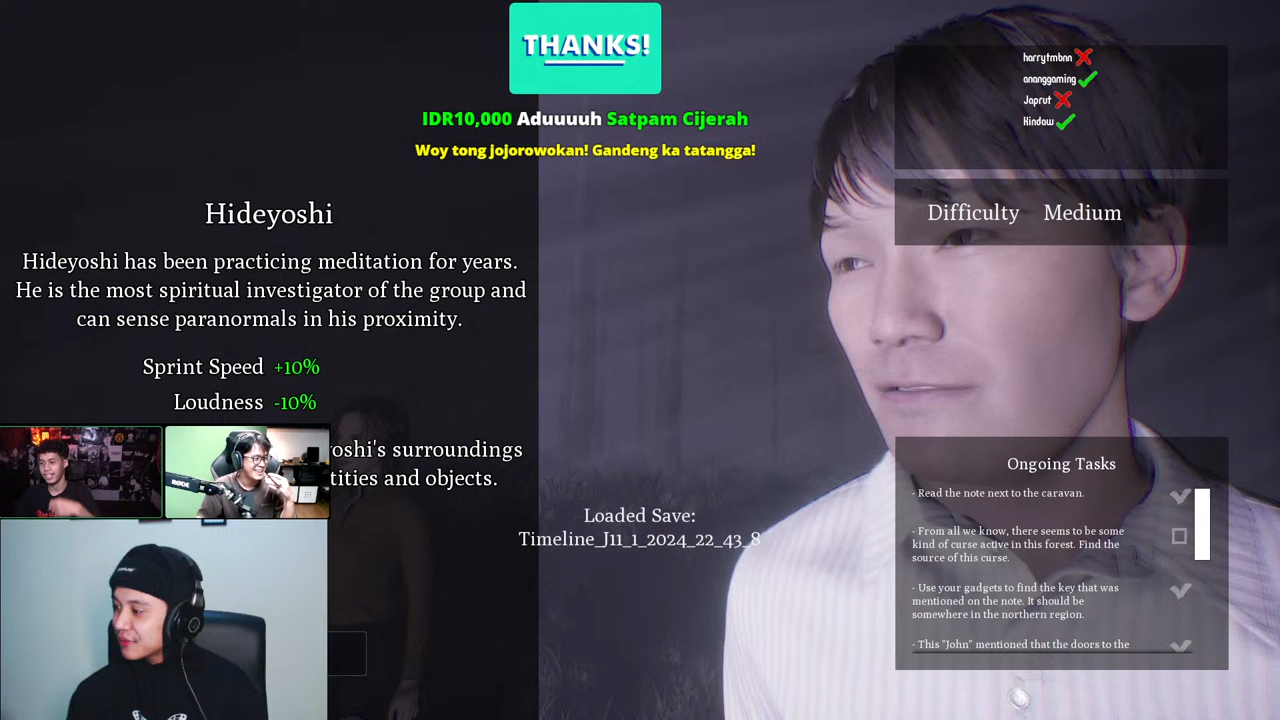 THANKS!
IDR10,000 Aduuuuh Satpam Cijerah
Woy tong jojorowokan! Gandeng ka tatangga!
harrytmbnn
ananggaming
Japrut
Kindaw
Difficulty Medium
Hideyoshi
Hideyoshi has been practicing meditation for years.
He is the most spiritual investigator of the group and
can sense paranormals in his proximity.
Sprint Speed +10%
Loudness -10%
oshi's surroundings
tities and objects.
Loaded Save:
Timeline_J11_1_2024_22_43_8
Ongoing Tasks
- Read the note next to the caravan.
- From all we know, there seems to be some
kind of curse active in this forest. Find the
source of this curse.
- Use your gadgets to find the key that was
mentioned on the note. It should be
somewhere in the northern region.
- This "John" mentioned that the doors to the